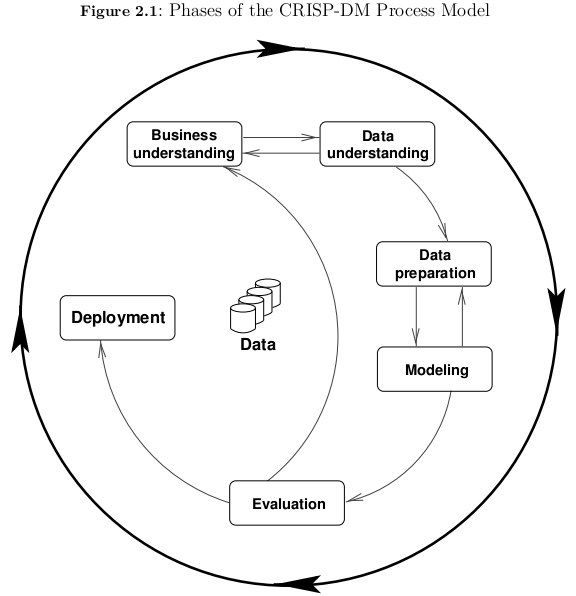 Figure 2.1: Phases of the CRISP-DM Process Model
Business
understanding
Data
understanding
Data
preparation
Deployment
Data
Modeling
Evaluation